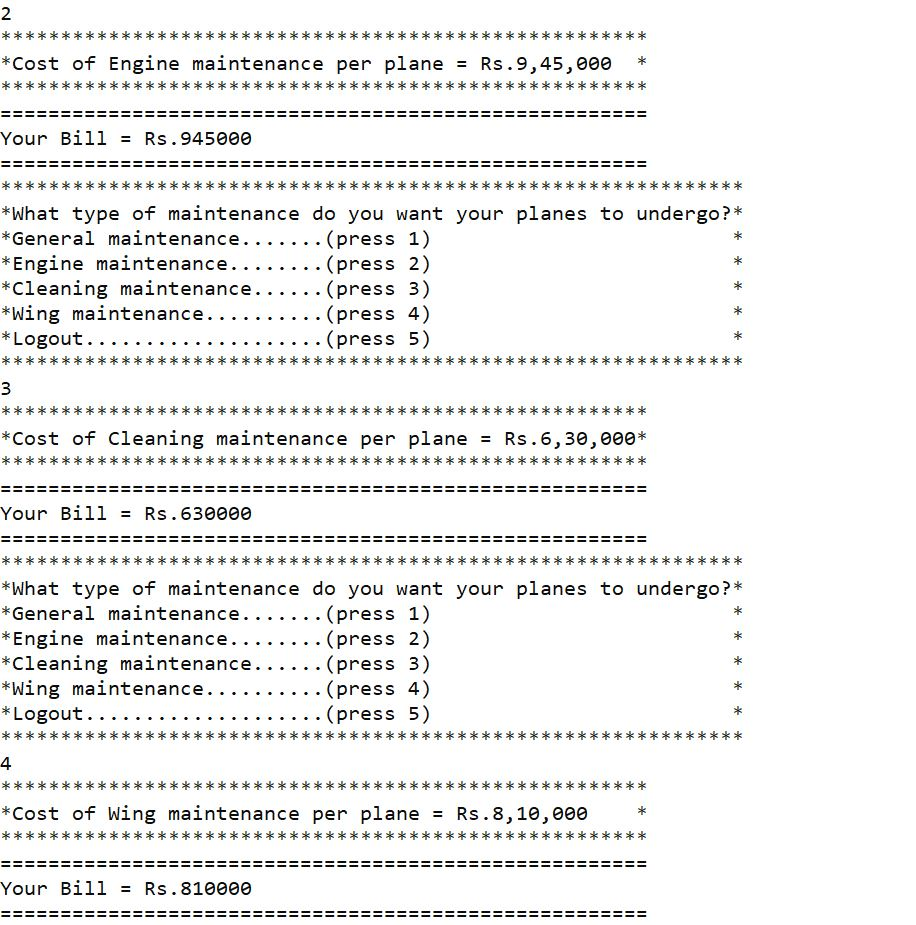 2
******************************************************
*Cost of Engine maintenance per plane = Rs.9,45,000  *
******************************************************
======================================================
Your Bill = Rs.945000
======================================================
**************************************************************
*What type of maintenance do you want your planes to undergo?*
*General maintenance.......(press 1)                         *
*Engine maintenance........(press 2)                         *
*Cleaning maintenance......(press 3)                         *
*Wing maintenance..........(press 4)                         *
*Logout....................(press 5)                         *
**************************************************************
3
******************************************************
*Cost of Cleaning maintenance per plane = Rs.6,30,000*
******************************************************
======================================================
Your Bill = Rs.630000
======================================================
**************************************************************
*What type of maintenance do you want your planes to undergo?*
*General maintenance.......(press 1)                         *
*Engine maintenance........(press 2)                         *
*Cleaning maintenance......(press 3)                         *
*Wing maintenance..........(press 4)                         *
*Logout....................(press 5)                         *
**************************************************************
4
******************************************************
*Cost of Wing maintenance per plane = Rs.8,10,000    *
******************************************************
======================================================
Your Bill = Rs.810000
======================================================